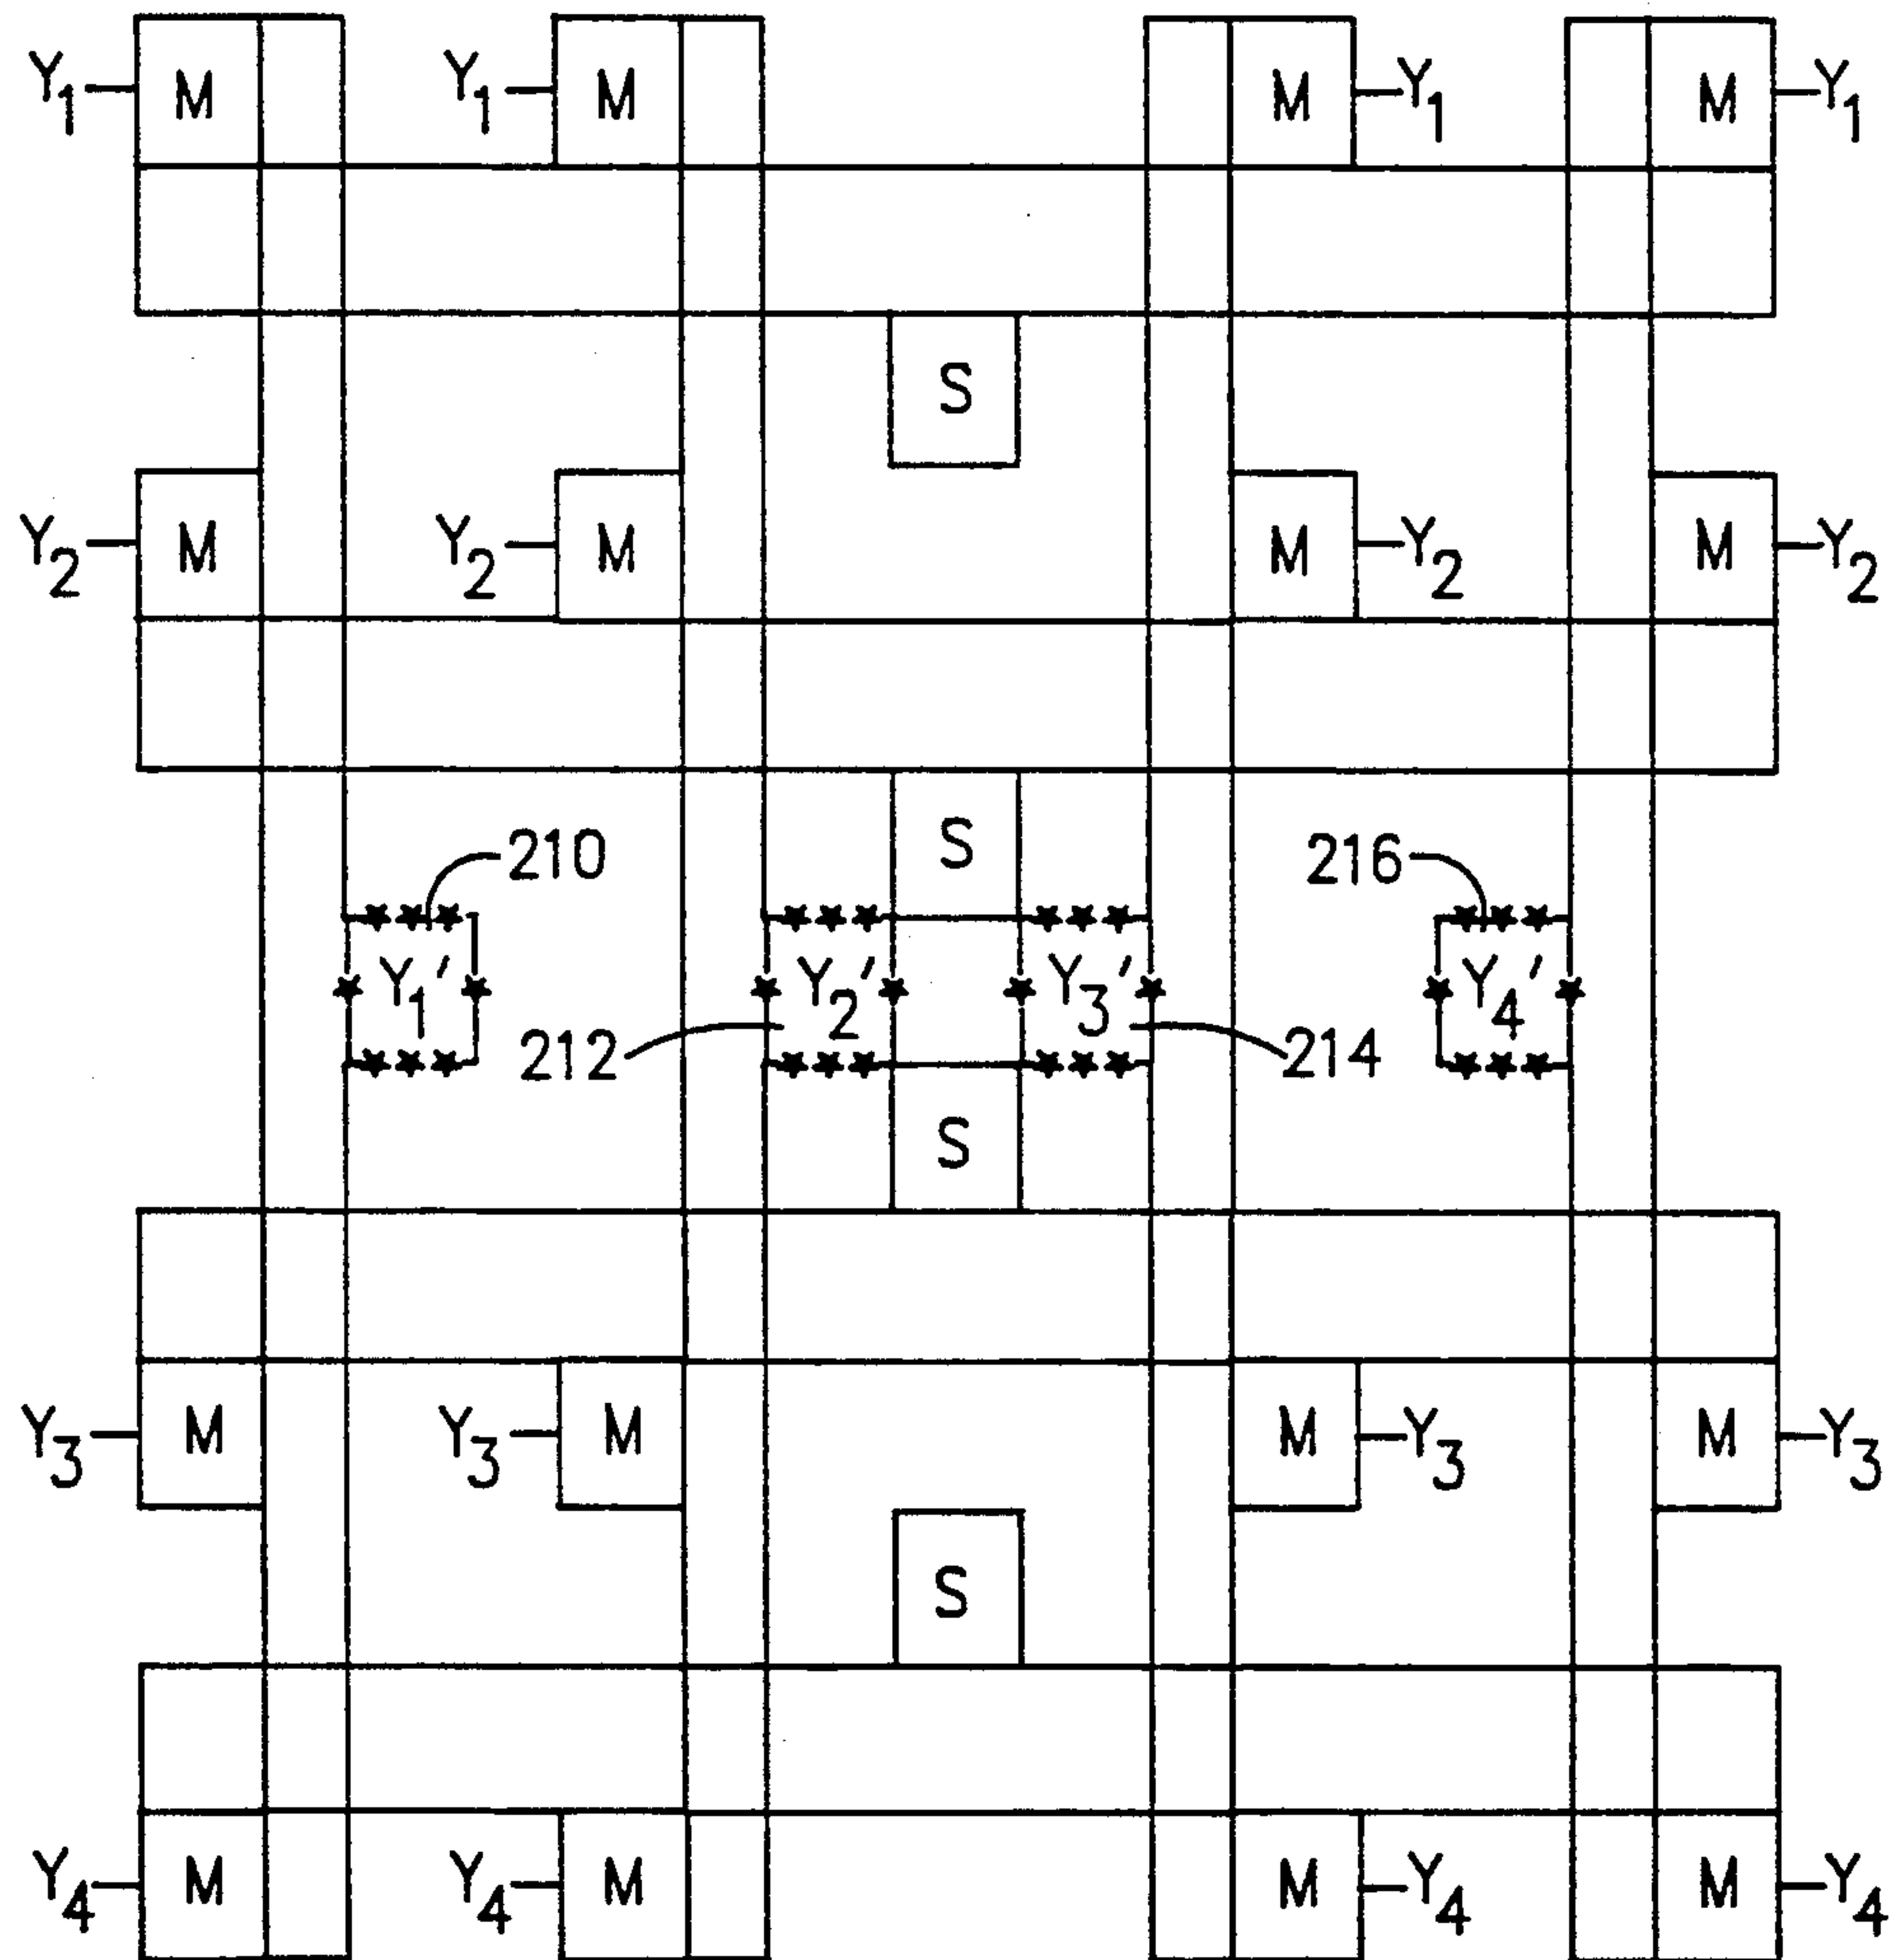 Y1 M Y1 M M Y1 M Y1
S
Y2 M Y2 M M Y2 M Y2
S
210 216
Y1' Y2' Y3' Y4'
212 214
S
Y3 M Y3 M M Y3 M Y3
S
Y4 M Y4 M M Y4 M Y4